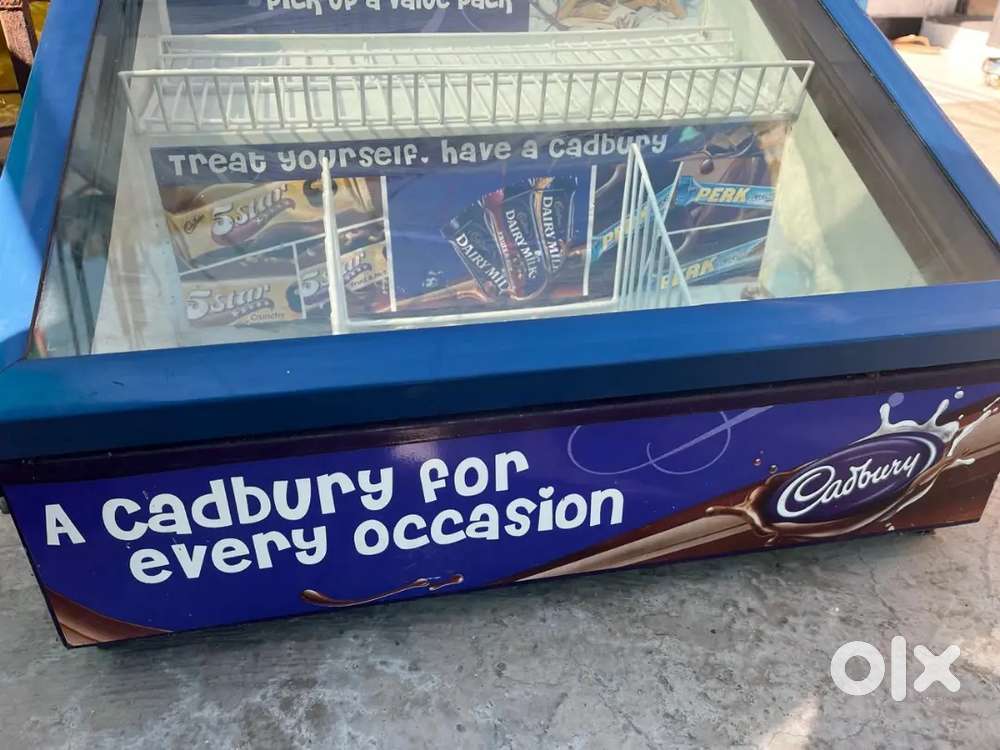 Pick up a value pack
Treat yourself. have a Cadbury
5star
5star
Crunchy
5star
DAIRY MILK
DAIRY MILK
DAIRY MILK
PERK
PERK
A Cadbury for
every occasion
Cadbury
olx